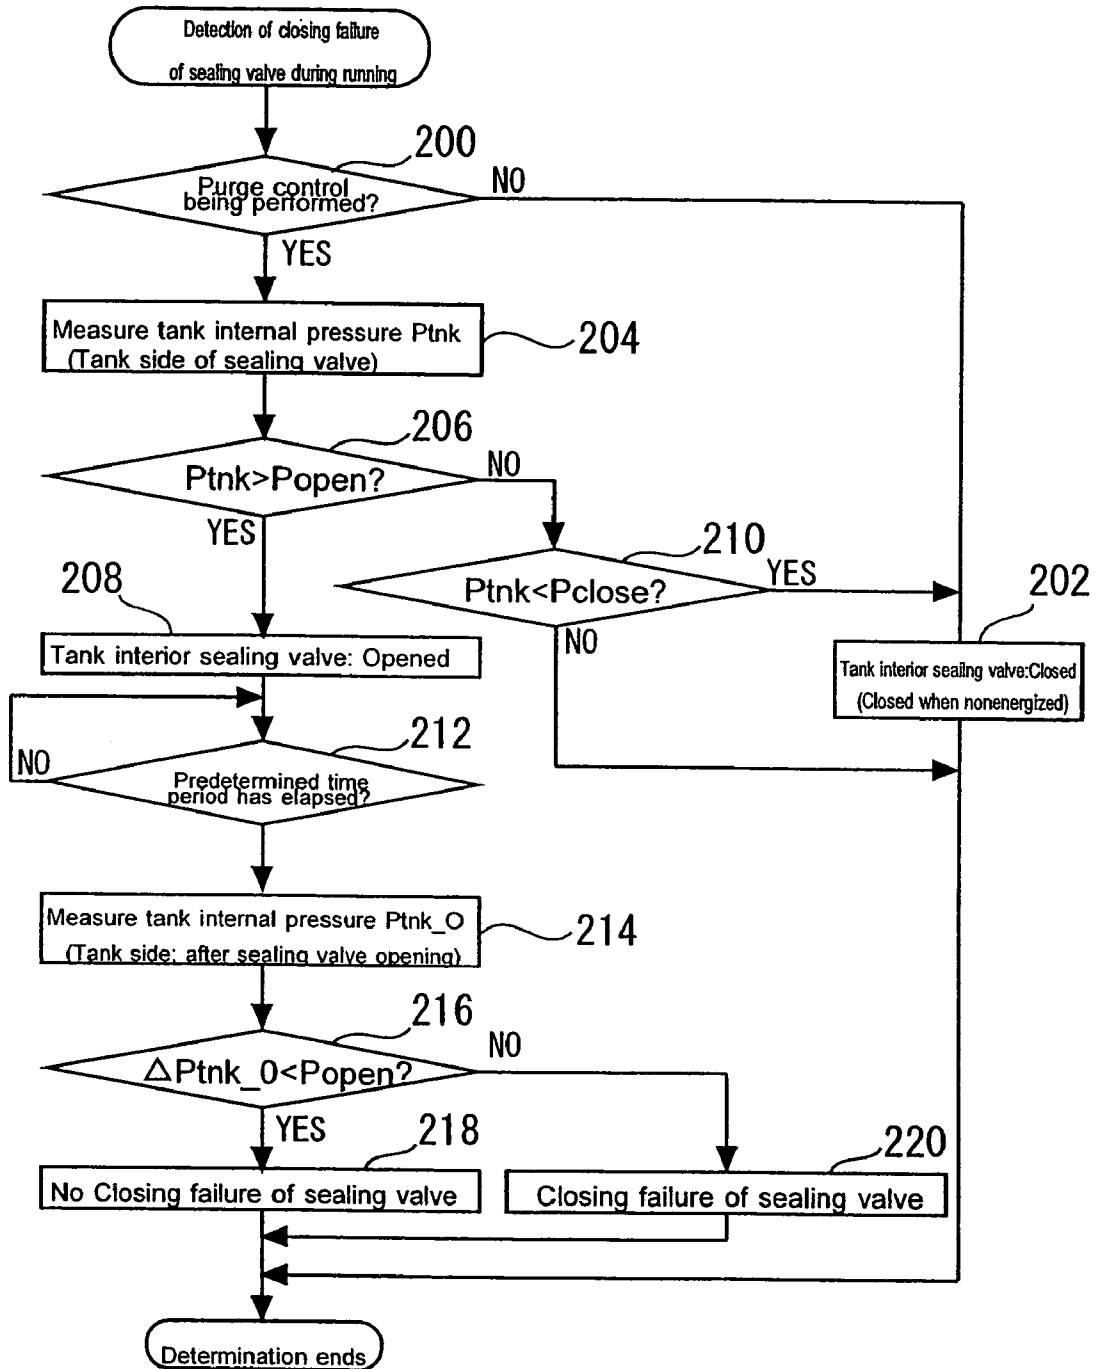 Detection of closing failure
of sealing valve during running
200
Purge control
being performed?
NO
YES
Measure tank internal pressure Ptnk
(Tank side of sealing valve)
204
206
Ptnk>Popen?
NO
YES
210
Ptnk<Pclose?
YES
NO
208
Tank interior sealing valve: Opened
202
Tank interior sealing valve:Closed
(Closed when nonenergized)
212
Predetermined time
period has elapsed?
NO
Measure tank internal pressure Ptnk_O
(Tank side; after sealing valve opening)
214
216
△Ptnk_0<Popen?
NO
YES
218
No Closing failure of sealing valve
220
Closing failure of sealing valve
Determination ends